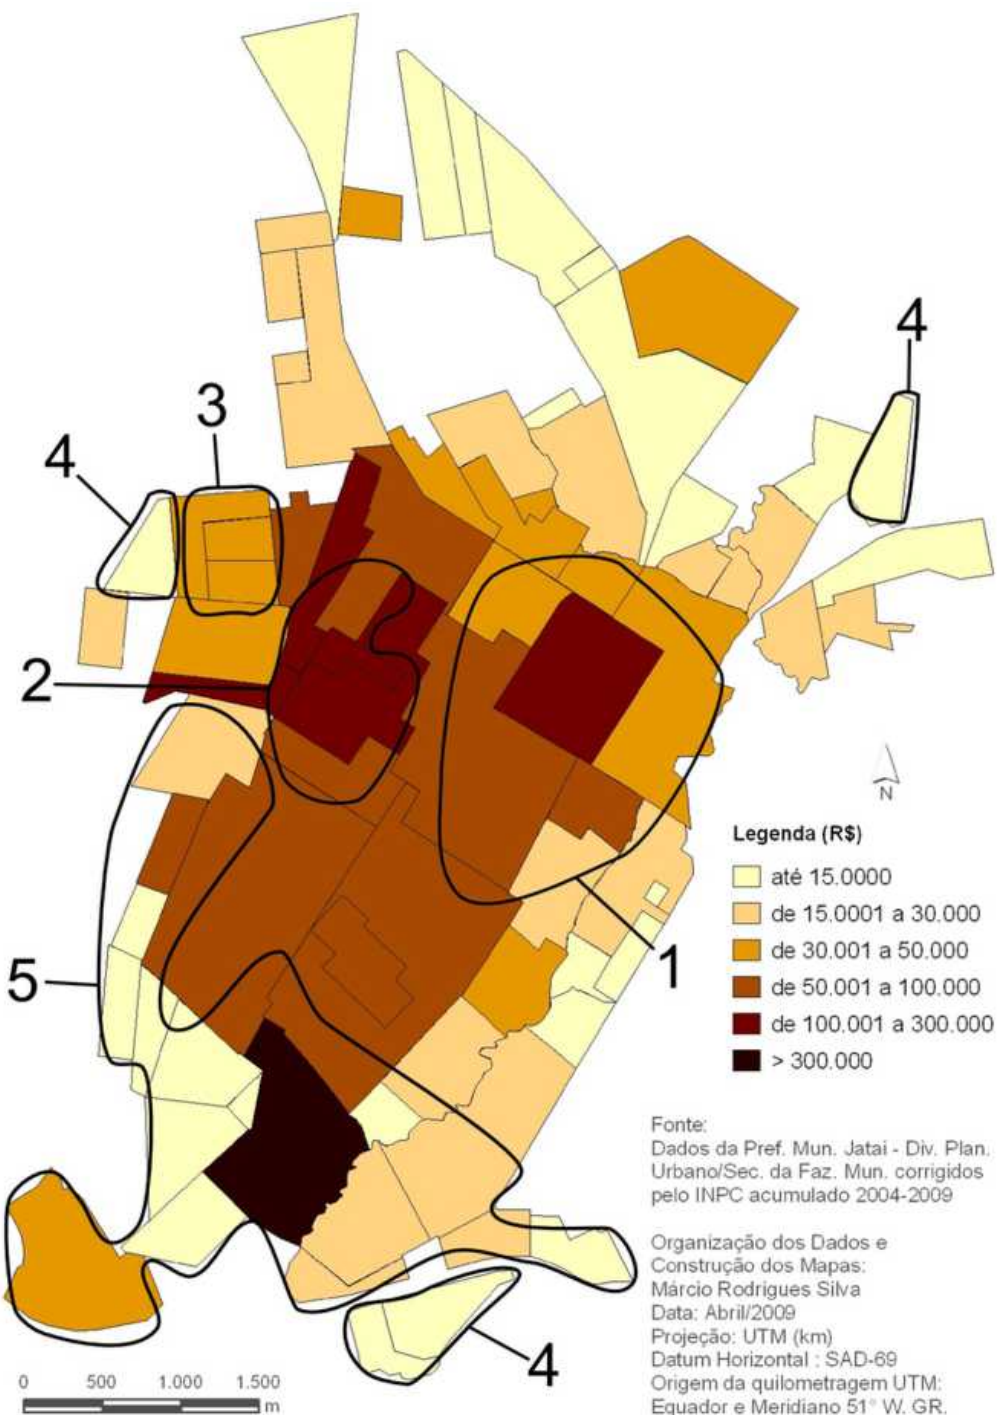 4
3
4
2
N
Legenda (R$)
até 15.0000
de 15.0001 a 30.000
de 30.001 a 50.000
de 50.001 a 100.000
de 100.001 a 300.000
> 300.000
1
5
Fonte:
Dados da Pref. Mun. Jatai - Div. Plan.
Urbano/Sec. da Faz. Mun. corrigidos
pelo INPC acumulado 2004-2009
Organização dos Dados e
Construção dos Mapas:
Márcio Rodrigues Silva
Data: Abril/2009
Projeção: UTM (km)
Datum Horizontal : SAD-69
Origem da quilometragem UTM:
Equador e Meridiano 51° W. GR.
4
0 500 1.000 1.500
m